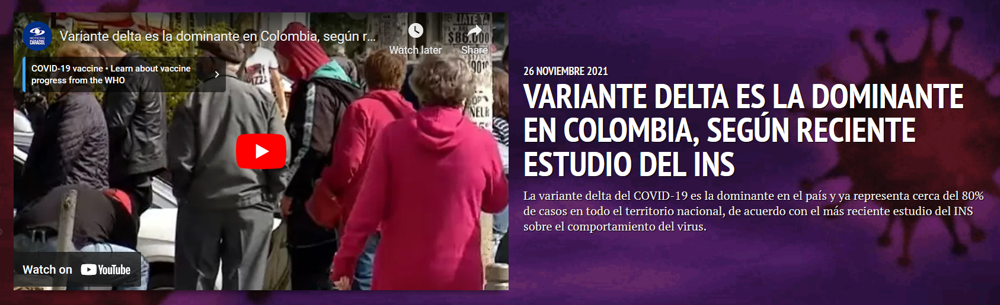 NOTICIAS
CARACOL
Variante delta es la dominante en Colombia, según r...
Watch later
Share
COVID-19 vaccine • Learn about vaccine
progress from the WHO
$86.000
Watch on YouTube
26 NOVIEMBRE 2021
VARIANTE DELTA ES LA DOMINANTE
EN COLOMBIA, SEGÚN RECIENTE
ESTUDIO DEL INS
La variante delta del COVID-19 es la dominante en el país y ya representa cerca del 80%
de casos en todo el territorio nacional, de acuerdo con el más reciente estudio del INS
sobre el comportamiento del virus.